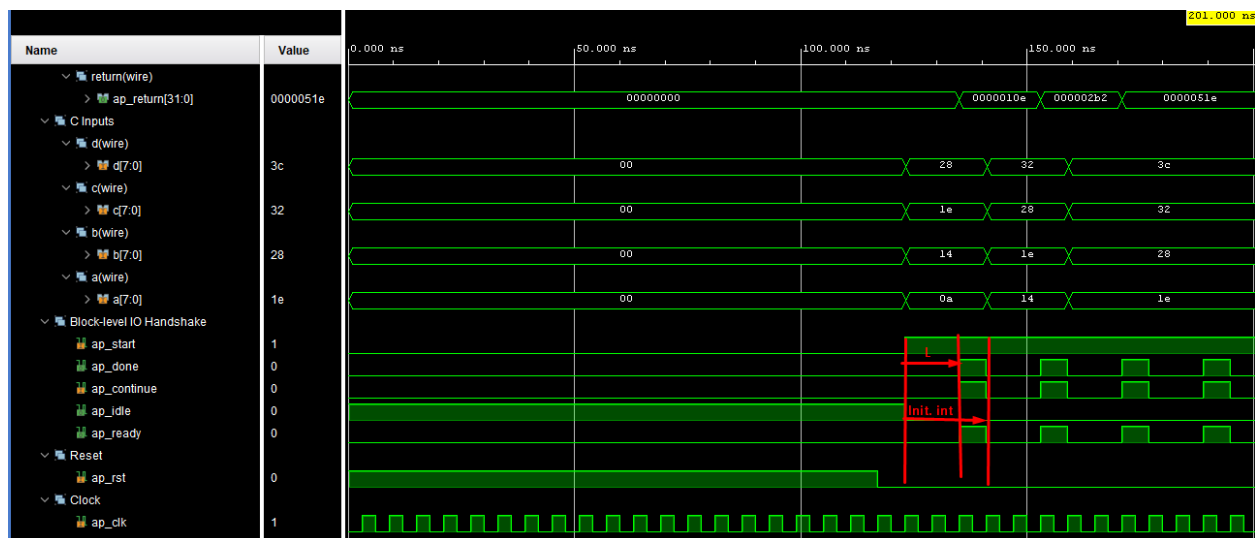 201.000 ns
Name Value 0.000 ns 50.000 ns 100.000 ns 150.000 ns
return(wire)
ap_return[31:0] 0000051e 00000000 0000010e 000002b2 0000051e
C Inputs
d(wire)
d[7:0] 3c 00 28 32 3c
c(wire)
c[7:0] 32 00 1e 28 32
b(wire)
b[7:0] 28 00 14 1e 28
a(wire)
a[7:0] 1e 00 0a 14 1e
Block-level IO Handshake
ap_start 1
L
ap_done 0
ap_continue 0
ap_idle 0 Init. int
ap_ready 0
Reset
ap_rst 0
Clock
ap_clk 1